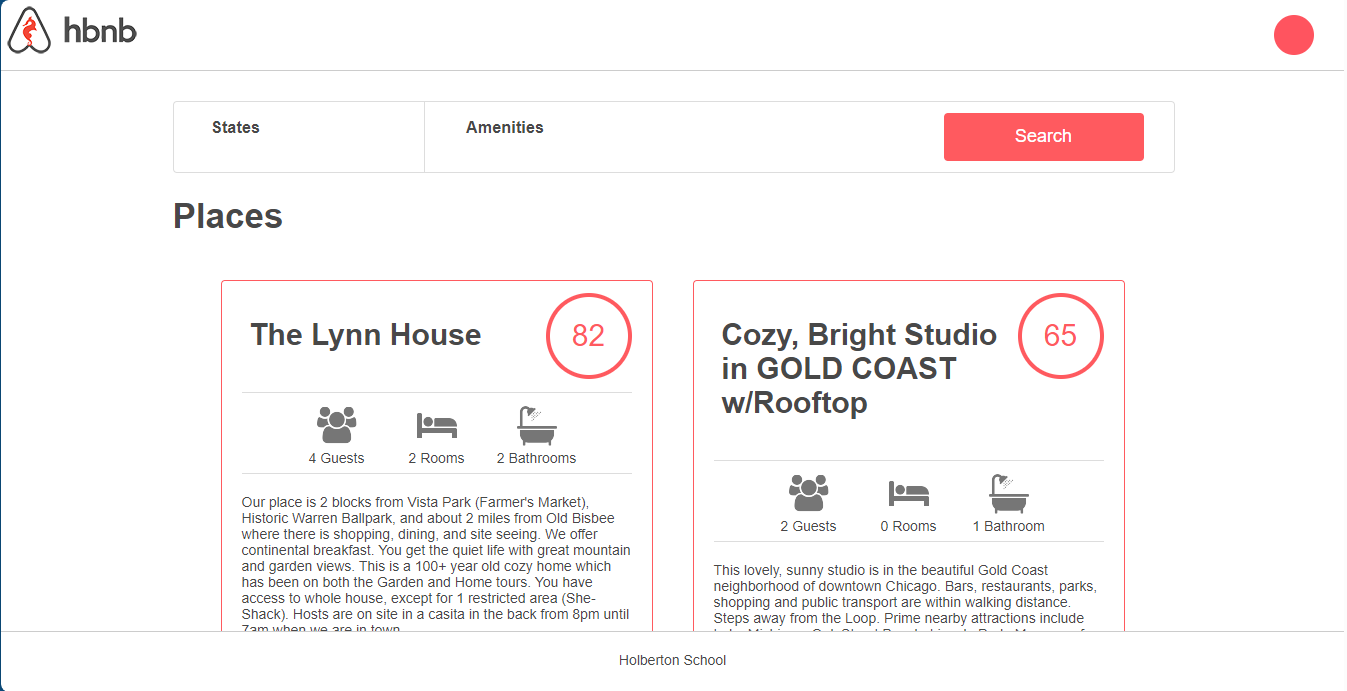 hbnb
States
Amenities
Search
Places
The Lynn House
82
4 Guests
2 Rooms
2 Bathrooms
Our place is 2 blocks from Vista Park (Farmer's Market),
Historic Warren Ballpark, and about 2 miles from Old Bisbee
where there is shopping, dining, and site seeing. We offer
continental breakfast. You get the quiet life with great mountain
and garden views. This is a 100+ year old cozy home which
has been on both the Garden and Home tours. You have
access to whole house, except for 1 restricted area (She-
Shack). Hosts are on site in a casita in the back from 8pm until
7am when we are in town
Cozy, Bright Studio
in GOLD COAST
w/Rooftop
65
2 Guests
0 Rooms
1 Bathroom
This lovely, sunny studio is in the beautiful Gold Coast
neighborhood of downtown Chicago. Bars, restaurants, parks,
shopping and public transport are within walking distance.
Steps away from the Loop. Prime nearby attractions include
Holberton School